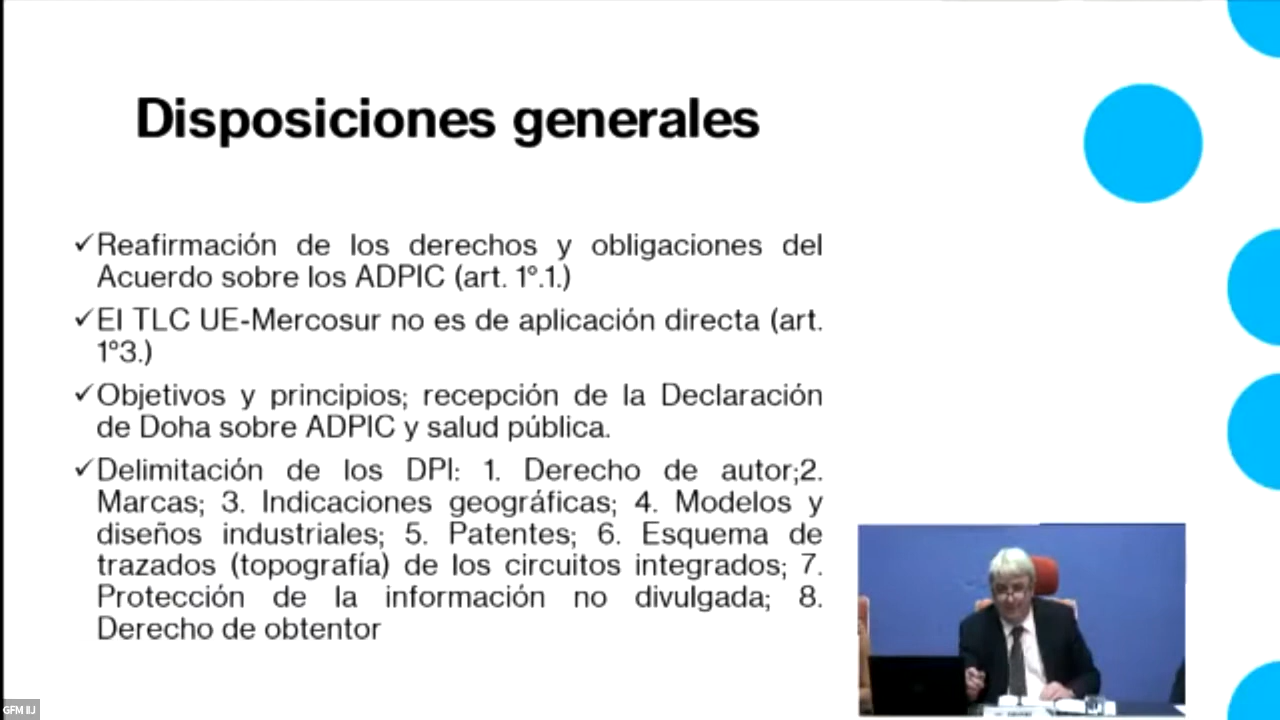 Disposiciones generales
✓Reafirmación de los derechos y obligaciones del
Acuerdo sobre los ADPIC (art. 1°.1.)
✓El TLC UE-Mercosur no es de aplicación directa (art.
1°3.)
✓Objetivos y principios; recepción de la Declaración
de Doha sobre ADPIC y salud pública.
✓Delimitación de los DPI: 1. Derecho de autor;2.
Marcas; 3. Indicaciones geográficas; 4. Modelos y
diseños industriales; 5. Patentes; 6. Esquema de
trazados (topografía) de los circuitos integrados; 7.
Protección de la información no divulgada; 8.
Derecho de obtentor
GFM IIJ